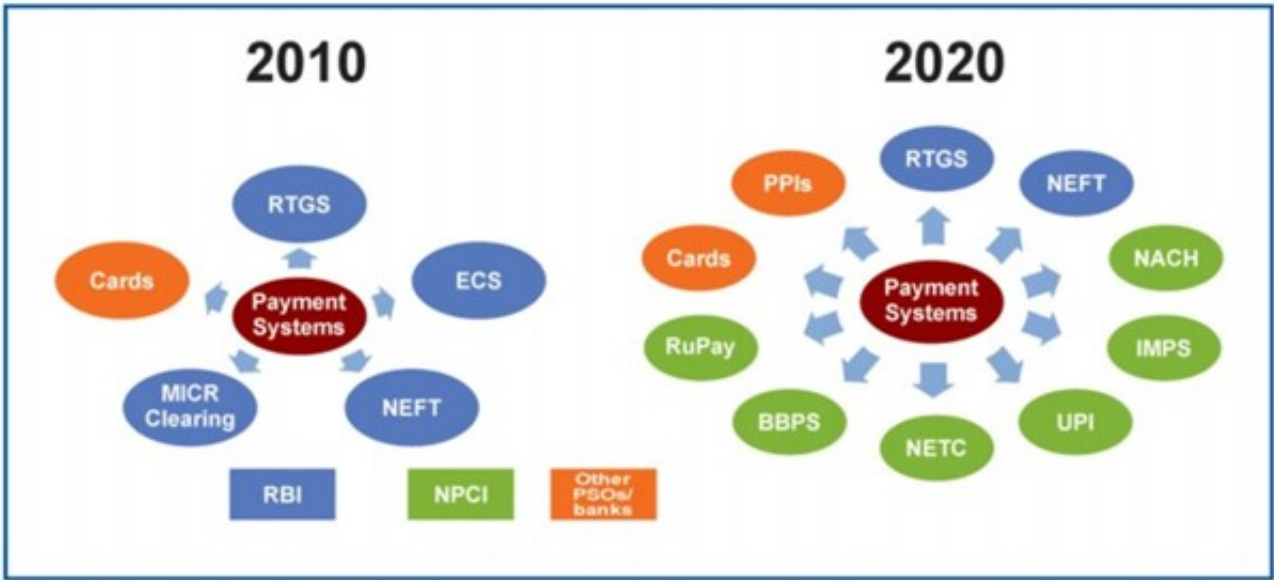 2010
RTGS
Cards
ECS
Payment
Systems
MICR
Clearing
NEFT
2020
RTGS
PPIs
NEFT
Cards
NACH
Payment
Systems
RuPay
IMPS
BBPS
UPI
NETC
RBI
NPCI
Other
PSOs/
banks